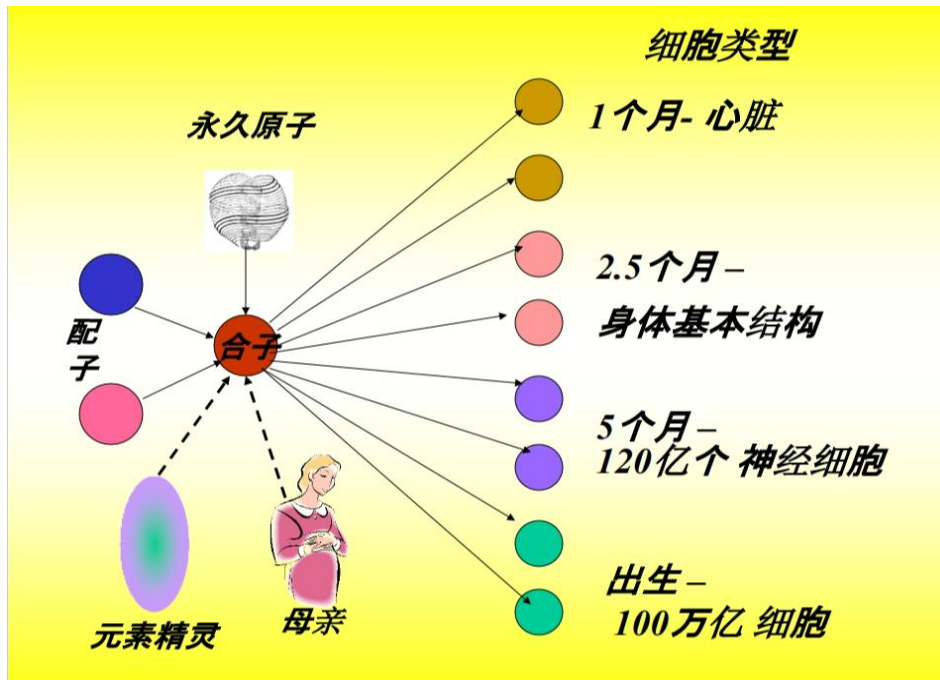 细胞类型
1个月- 心脏
永久原子
2.5个月 –
身体基本结构
配
子
合子
5个月 –
120亿个 神经细胞
出生 –
100万亿 细胞
母亲
元素精灵